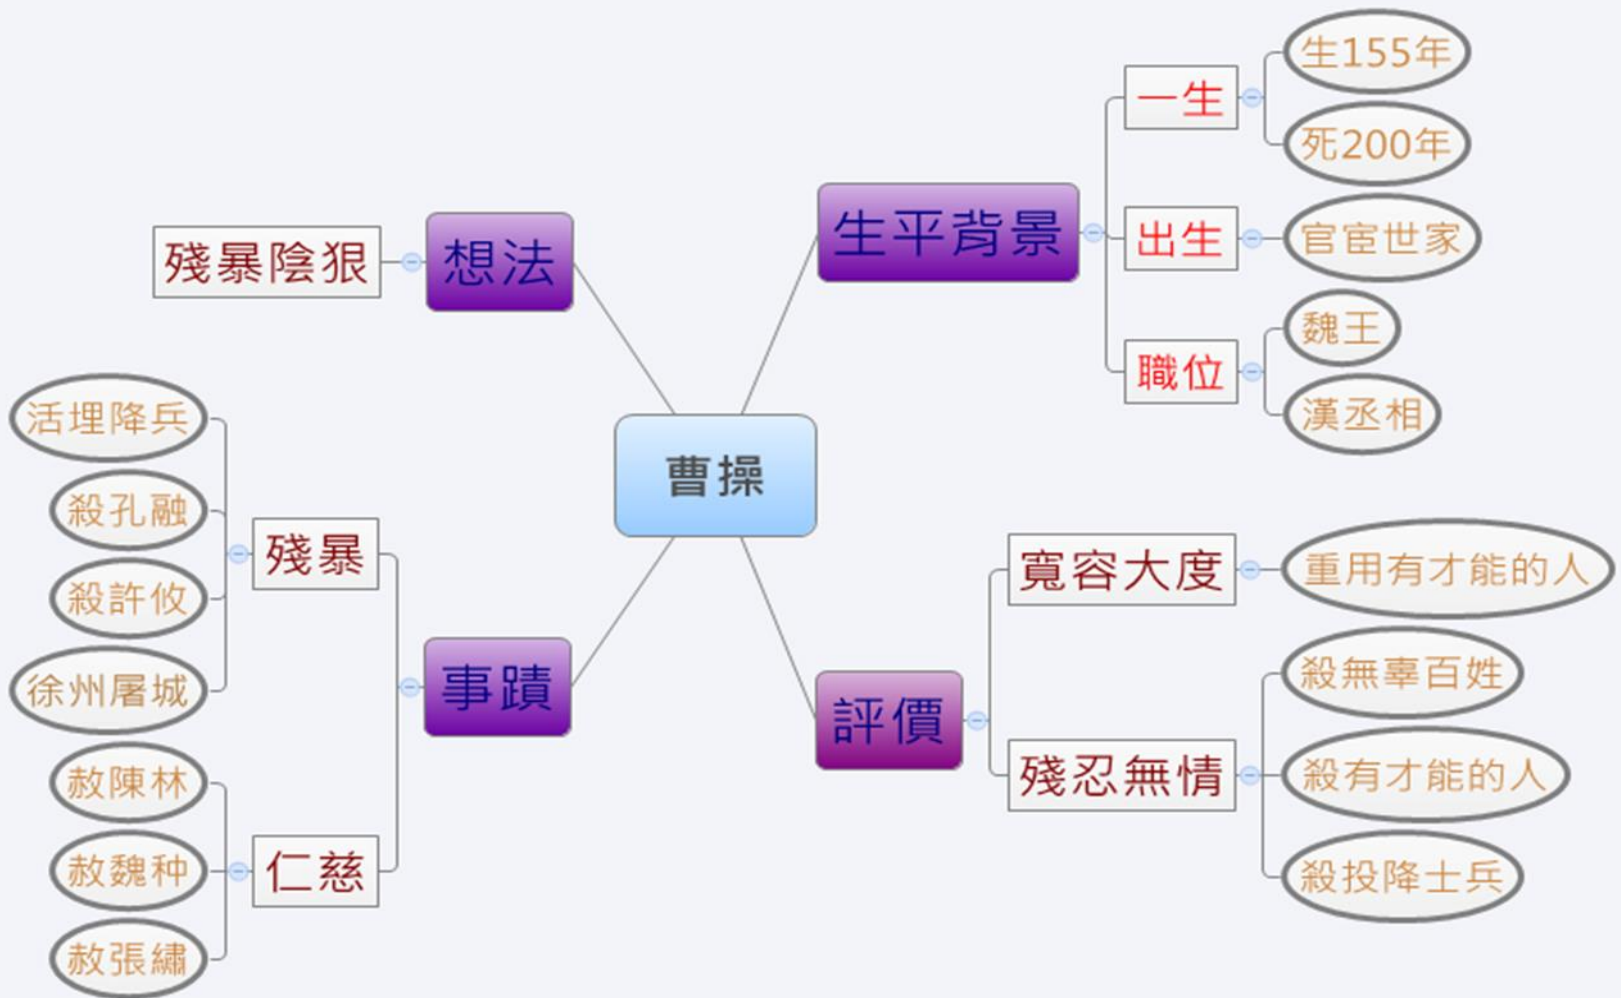 曹操
生平背景
一生
生155年
死200年
出生
官宦世家
職位
魏王
漢丞相
評價
寬容大度
重用有才能的人
殘忍無情
殺無辜百姓
殺有才能的人
殺投降士兵
想法
殘暴陰狠
事蹟
殘暴
活埋降兵
殺孔融
殺許攸
徐州屠城
仁慈
赦陳林
赦魏种
赦張繡